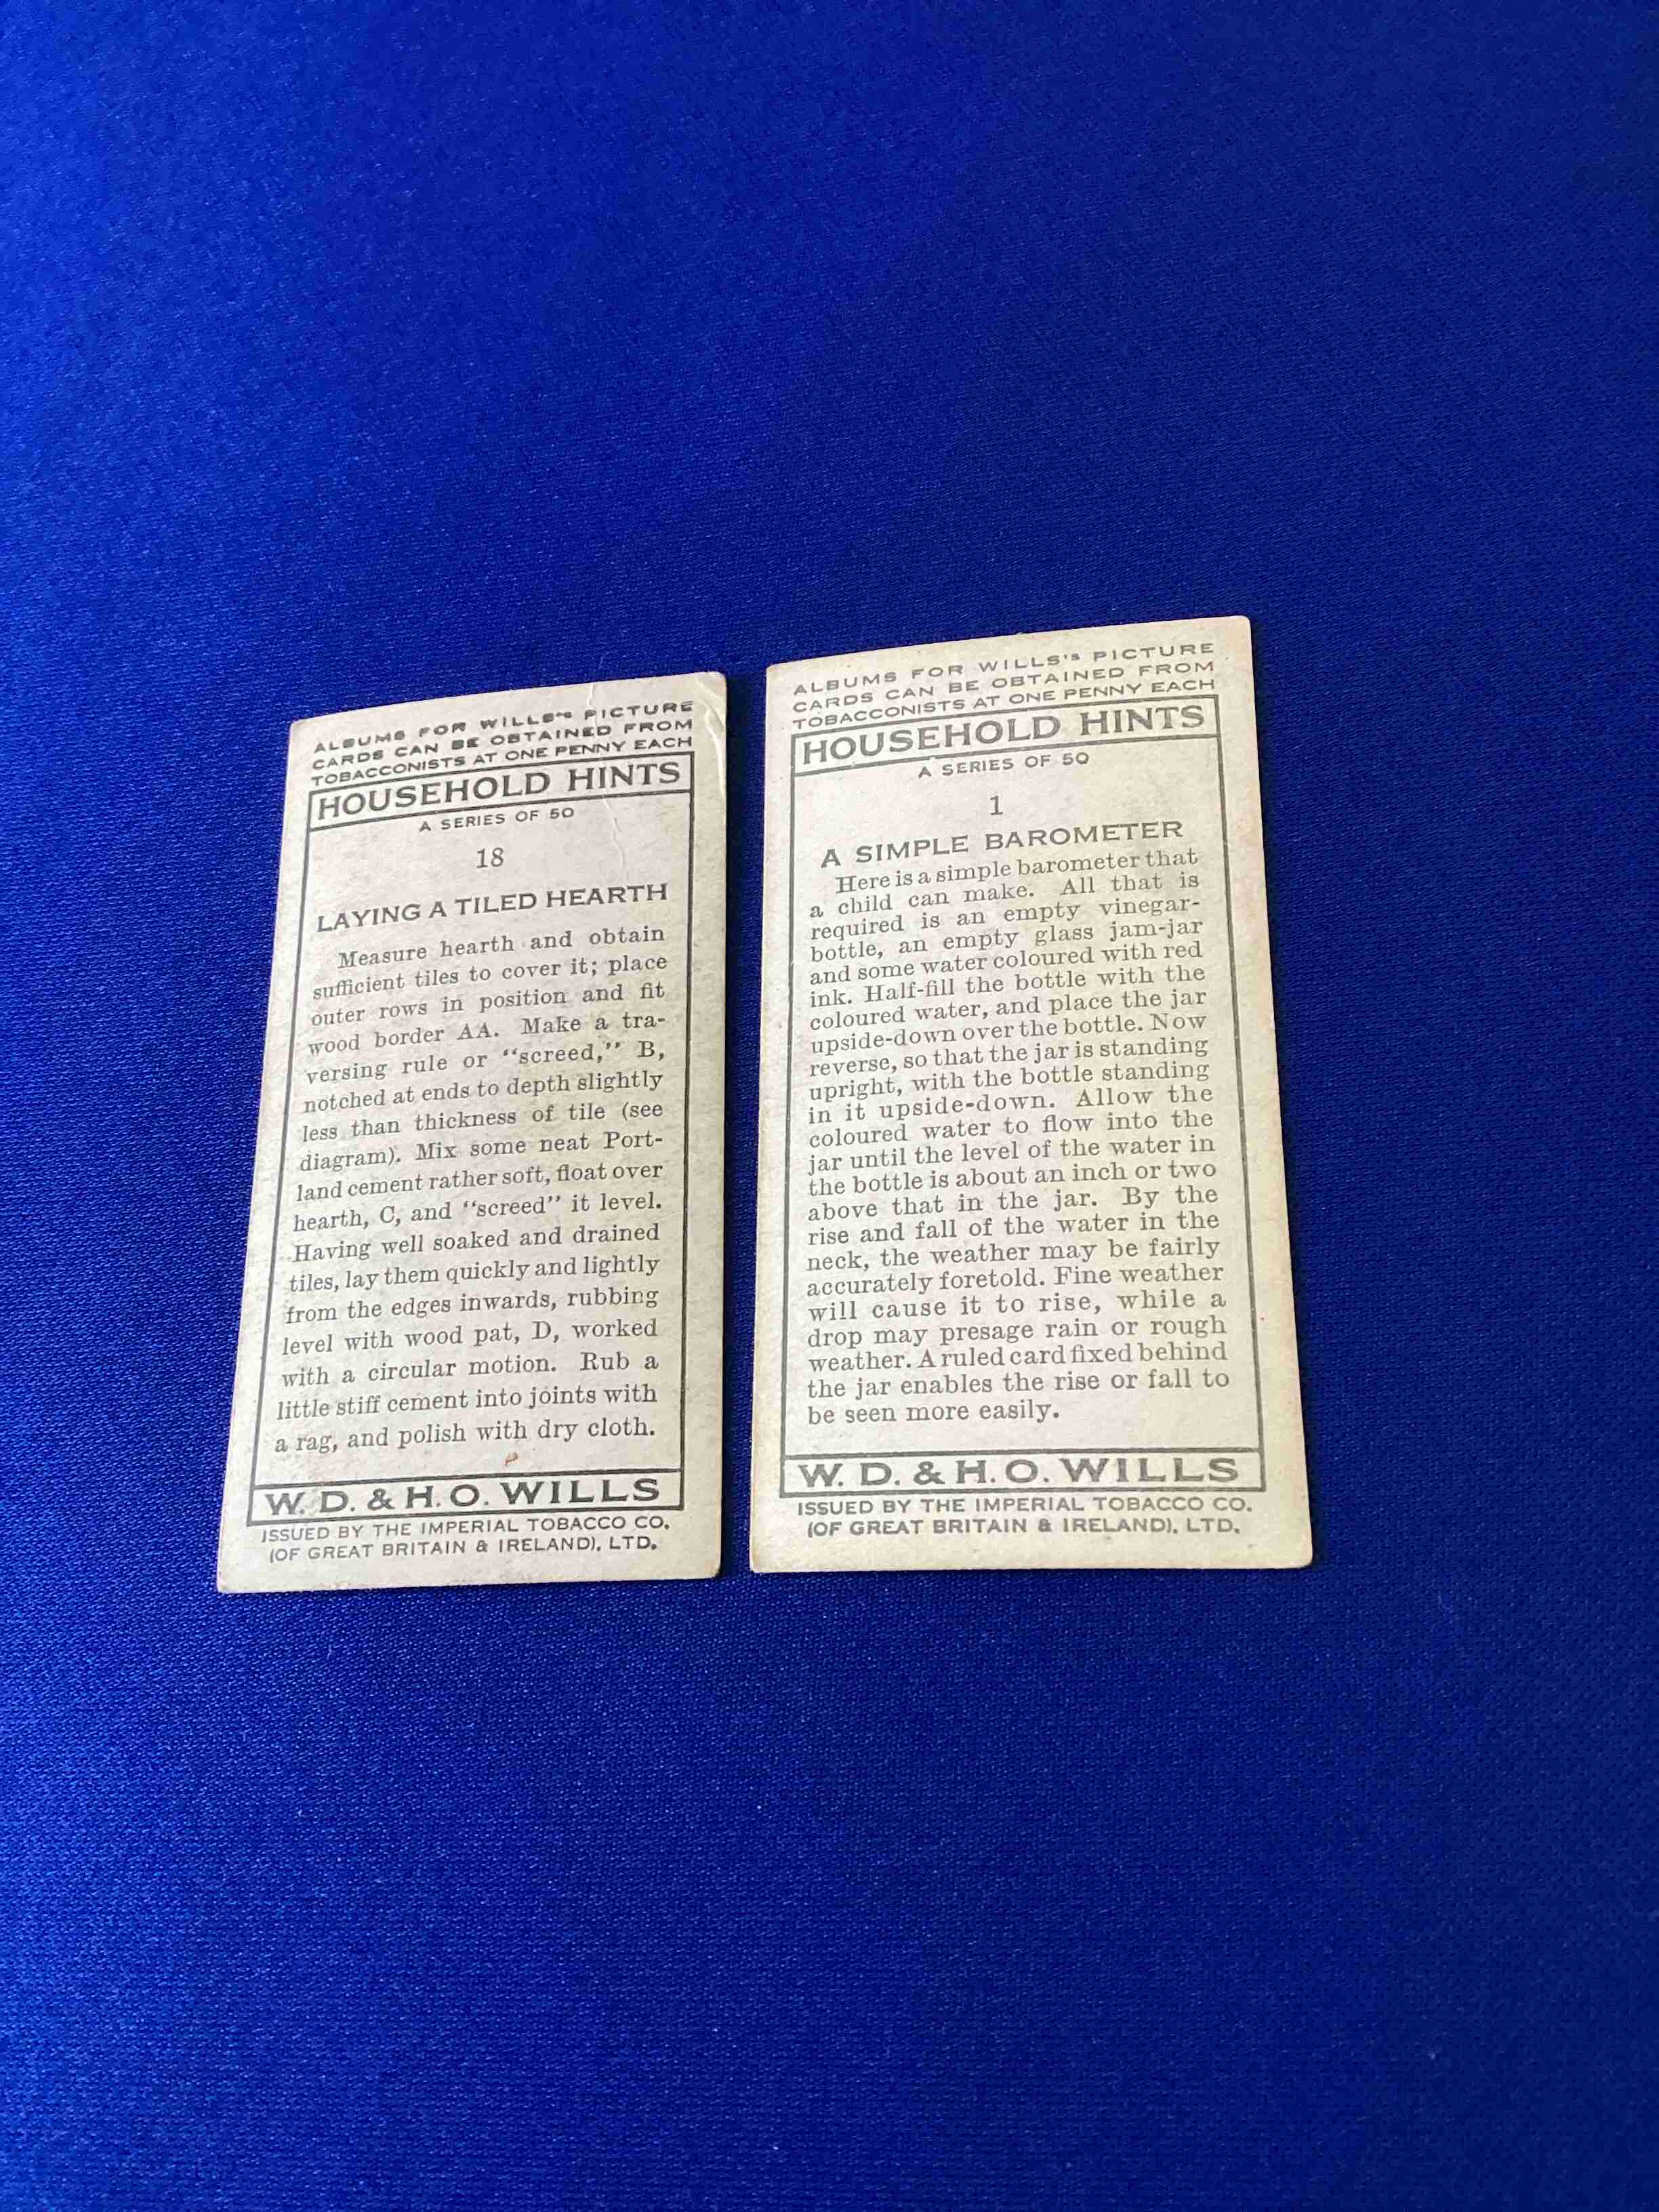 ALBUMS FOR WILLS'S PICTURE
CARDS CAN BE OBTAINED FROM
TOBACCONISTS AT ONE PENNY EACH
HOUSEHOLD HINTS
A SERIES OF 50
18
LAYING A TILED HEARTH
Measure hearth and obtain
sufficient tiles to cover it; place
outer rows in position and fit
wood border AA. Make a tra-
versing rule or "screed," B,
notched at ends to depth slightly
less than thickness of tile (see
diagram). Mix some neat Port-
land cement rather soft, float over
hearth, C, and "screed" it level.
Having well soaked and drained
tiles, lay them quickly and lightly
from the edges inwards, rubbing
level with wood pat, D, worked
with a circular motion. Rub a
little stiff cement into joints with
a rag, and polish with dry cloth.
W. D. & H. O. WILLS
ISSUED BY THE IMPERIAL TOBACCO CO.
(OF GREAT BRITAIN & IRELAND), LTD.
ALBUMS FOR WILLS'S PICTURE
CARDS CAN BE OBTAINED FROM
TOBACCONISTS AT ONE PENNY EACH
HOUSEHOLD HINTS
A SERIES OF 50
1
A SIMPLE BAROMETER
Here is a simple barometer that
a child can make. All that is
required is an empty vinegar-
bottle, an empty glass jam-jar
and some water coloured with red
ink. Half-fill the bottle with the
coloured water, and place the jar
upside-down over the bottle. Now
reverse, so that the jar is standing
upright, with the bottle standing
in it upside-down. Allow the
coloured water to flow into the
jar until the level of the water in
the bottle is about an inch or two
above that in the jar. By the
rise and fall of the water in the
neck, the weather may be fairly
accurately foretold. Fine weather
will cause it to rise, while a
drop may presage rain or rough
weather. A ruled card fixed behind
the jar enables the rise or fall to
be seen more easily.
W. D. & H. O. WILLS
ISSUED BY THE IMPERIAL TOBACCO CO.
(OF GREAT BRITAIN & IRELAND), LTD.